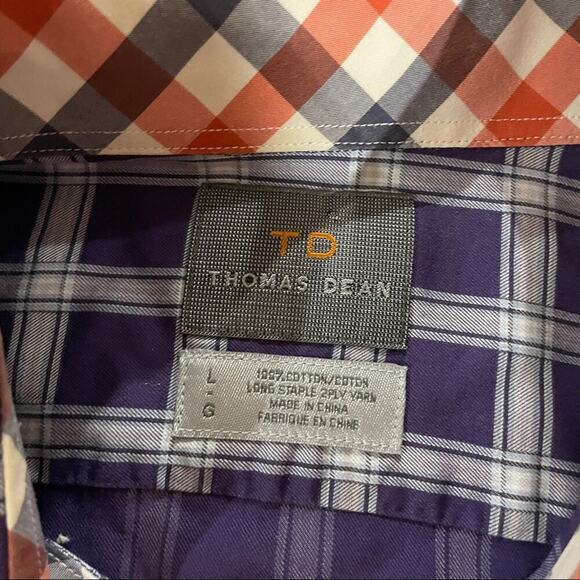 TD
THOMAS DEAN
L
-
G
100% COTTON/COTON
LONG STAPLE 2PLY YARN
MADE IN CHINA
FABRIQUE EN CHINE